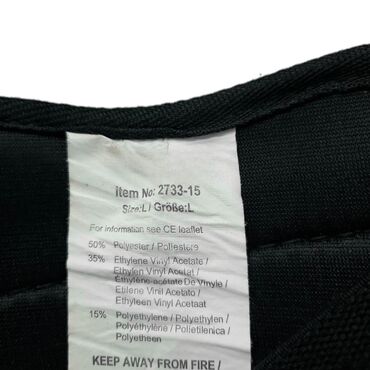 Item No: 2733-15
Size:L / Größe:L
For information see CE leaflet
50% Polyester / Poliestere
35% Ethylene Vinyl Acetate /
Ethylen Vinyl Acetat /
Éthylène-acétate De Vinyle /
Etilene Vinil Acetato /
Ethyleen Vinyl Acetaat
15% Polyethylene / Polyethylen /
Polyéthylène / Polietilenica /
Polyetheen
KEEP AWAY FROM FIRE /